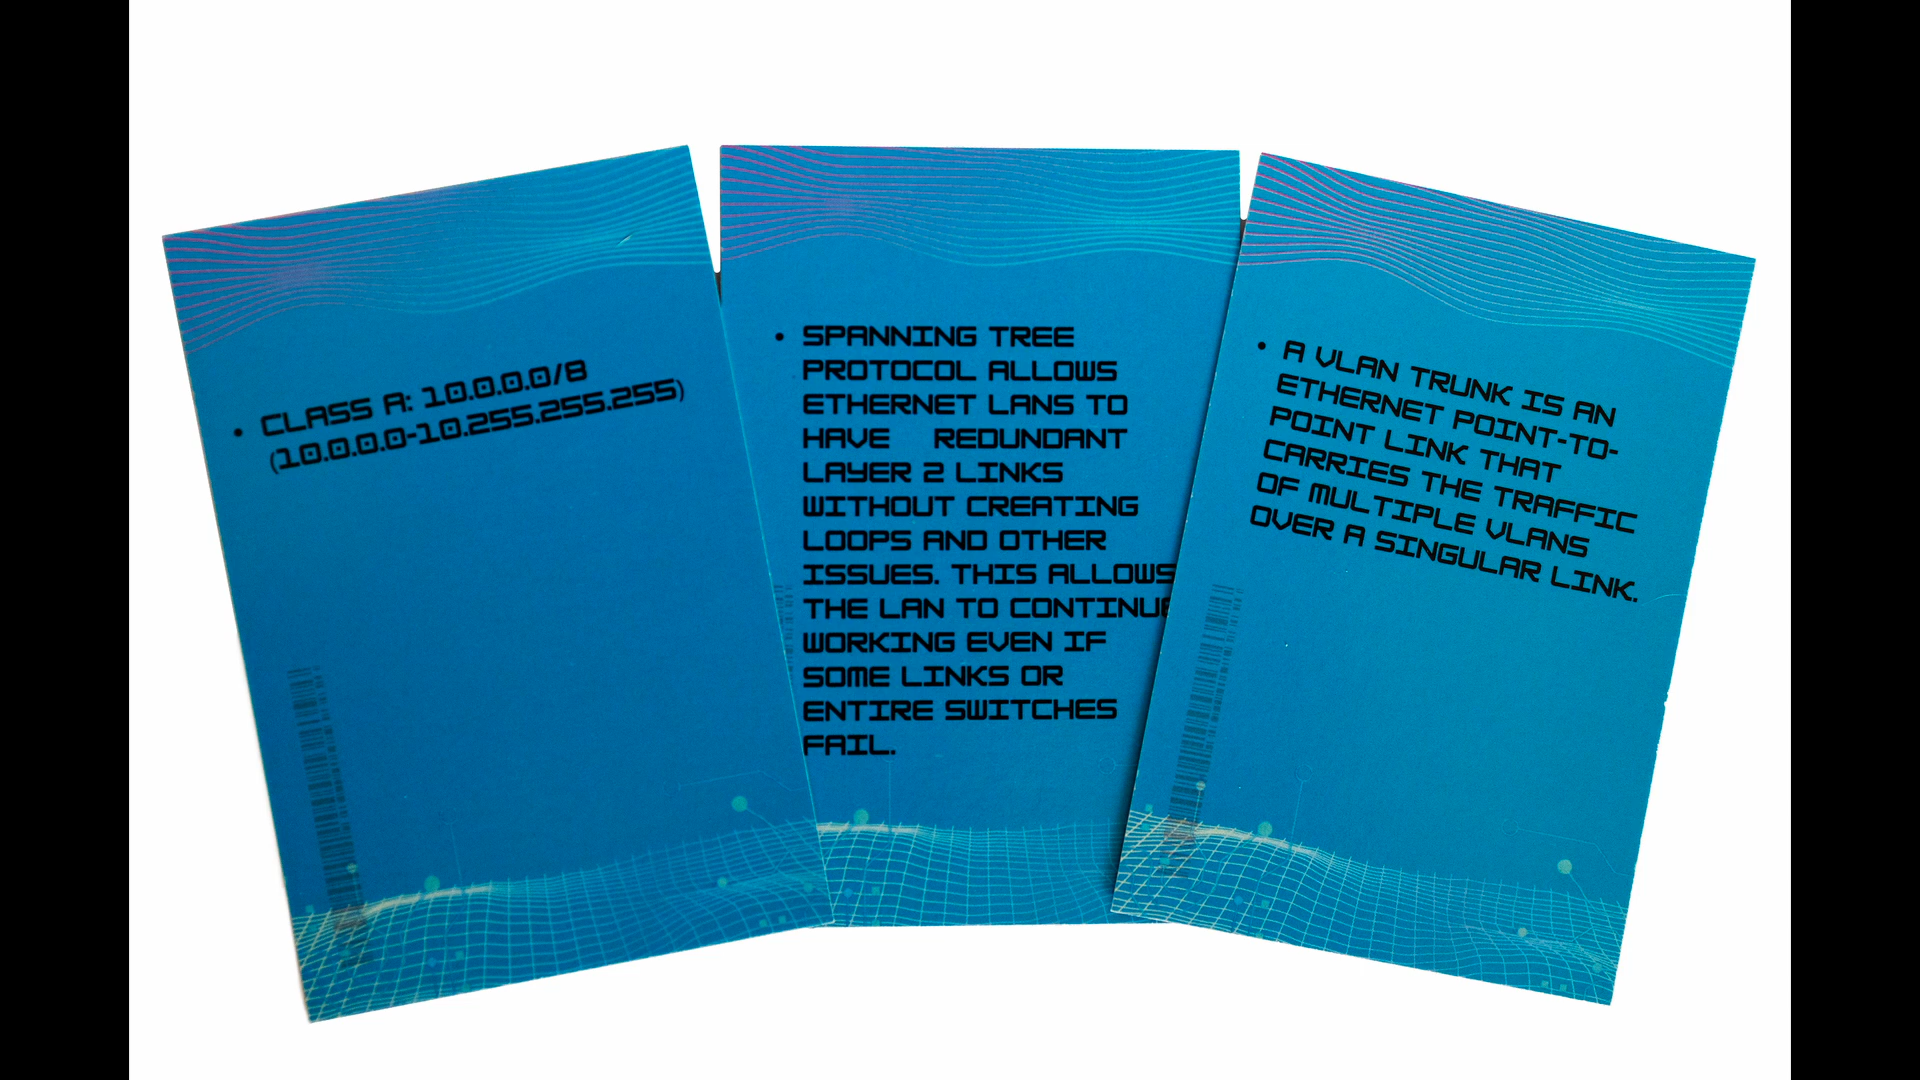 • CLASS A: 10.0.0.0/8
(10.0.0.0-10.255.255.255)
• SPANNING TREE
PROTOCOL ALLOWS
ETHERNET LANS TO
HAVE REDUNDANT
LAYER 2 LINKS
WITHOUT CREATING
LOOPS AND OTHER
ISSUES. THIS ALLOWS
THE LAN TO CONTINUE
WORKING EVEN IF
SOME LINKS OR
ENTIRE SWITCHES
FAIL.
• A VLAN TRUNK IS AN
ETHERNET POINT-TO-
POINT LINK THAT
CARRIES THE TRAFFIC
OF MULTIPLE VLANS
OVER A SINGULAR LINK.